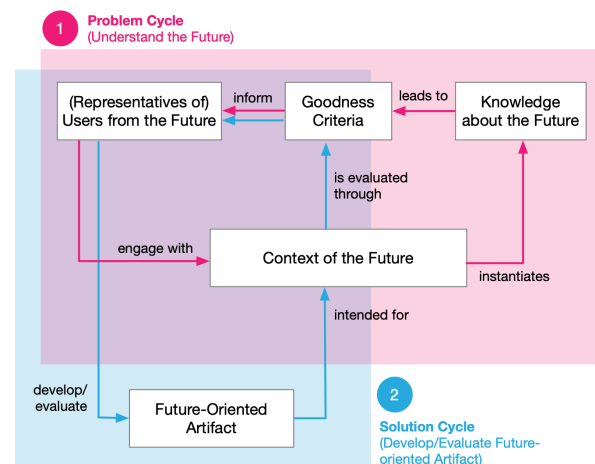 1
Problem Cycle
(Understand the Future)
(Representatives of)
Users from the Future
inform
Goodness
Criteria
leads to
Knowledge
about the Future
is evaluated
through
engage with
Context of the Future
instantiates
intended for
develop/
evaluate
Future-Oriented
Artifact
2
Solution Cycle
(Develop/Evaluate Future-
oriented Artifact)